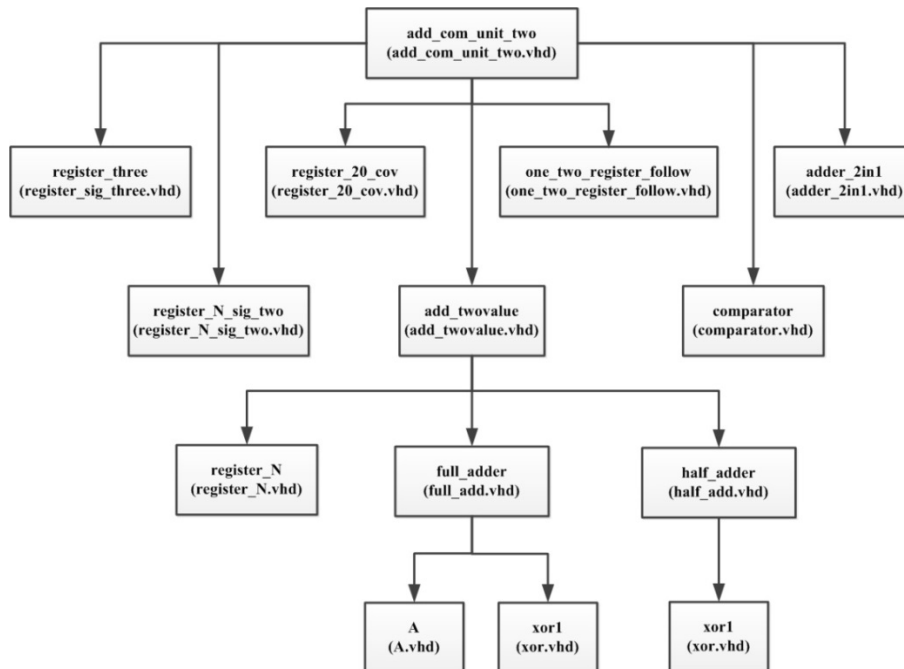 add_com_unit_two
(add_com_unit_two.vhd)
register_three
(register_sig_three.vhd)
register_20_cov
(register_20_cov.vhd)
one_two_register_follow
(one_two_register_follow.vhd)
adder_2in1
(adder_2in1.vhd)
register_N_sig_two
(register_N_sig_two.vhd)
add_twovalue
(add_twovalue.vhd)
comparator
(comparator.vhd)
register_N
(register_N.vhd)
full_adder
(full_add.vhd)
half_adder
(half_add.vhd)
A
(A.vhd)
xor1
(xor.vhd)
xor1
(xor.vhd)